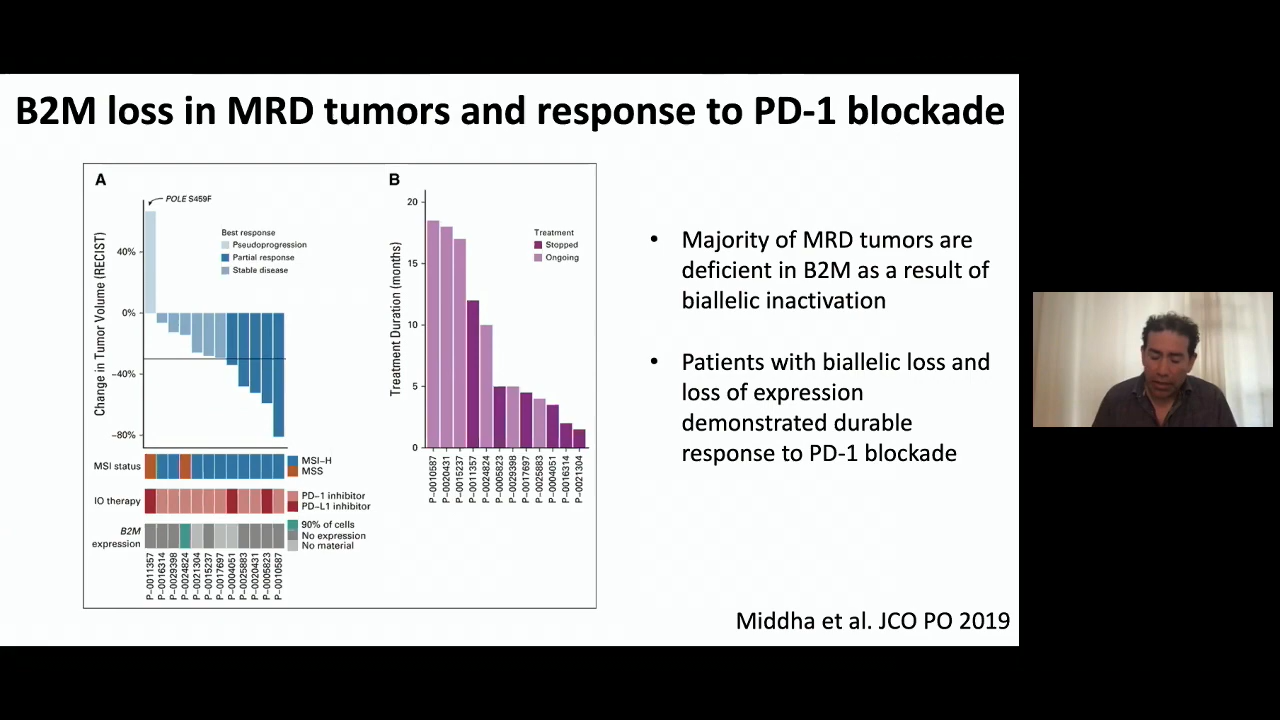 B2M loss in MRD tumors and response to PD-1 blockade
A
POLE S459F
Change in Tumor Volume (RECIST)
40%
0%
−40%
−80%
Best response
Pseudoprogression
Partial response
Stable disease
MSI status
MSI−H
MSS
IO therapy
PD−1 inhibitor
PD−L1 inhibitor
B2M
expression
90% of cells
No expression
No material
P−0011357
P−0016314
P−0029398
P−0024824
P−0021304
P−0015237
P−0017697
P−0004051
P−0025883
P−0020431
P−0005823
P−0010587
B
Treatment Duration (months)
20
15
10
5
0
Treatment
Stopped
Ongoing
P−0010587
P−0020431
P−0015237
P−0011357
P−0024824
P−0005823
P−0029398
P−0017697
P−0025883
P−0004051
P−0016314
P−0021304
• Majority of MRD tumors are
deficient in B2M as a result of
biallelic inactivation
• Patients with biallelic loss and
loss of expression
demonstrated durable
response to PD-1 blockade
Middha et al. JCO PO 2019